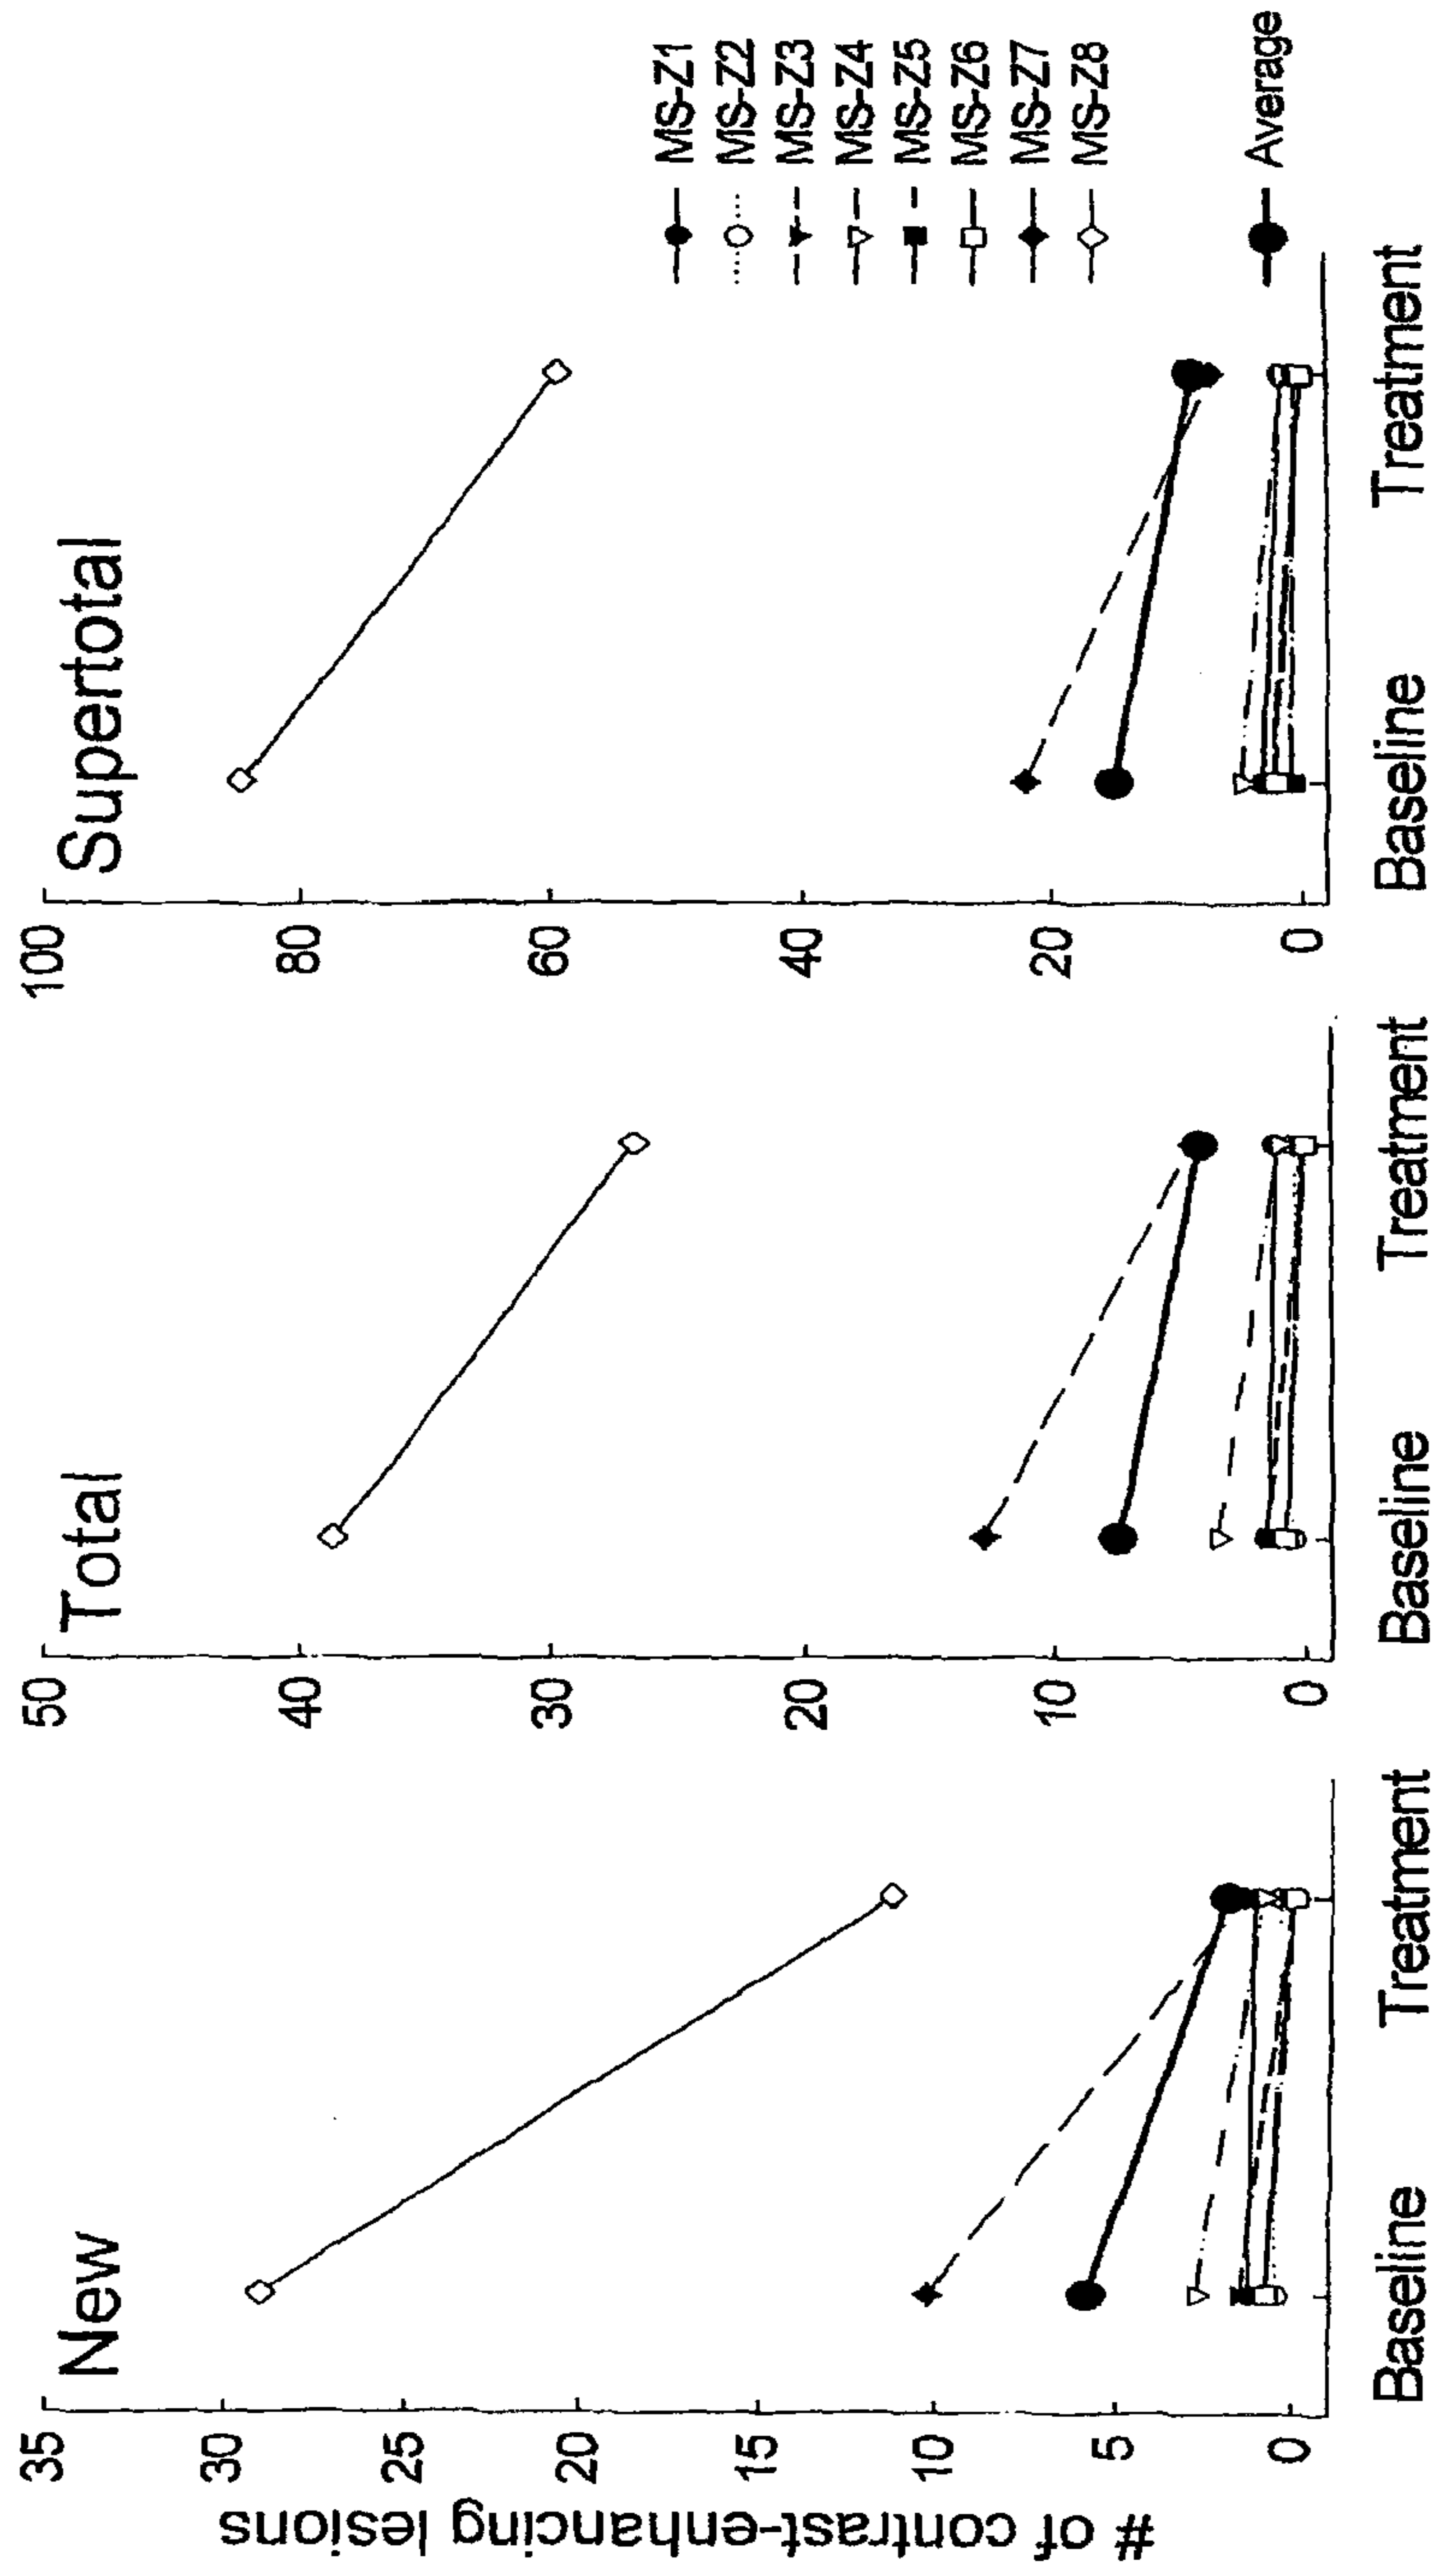 # of contrast-enhancing lesions
New
35
30
25
20
15
10
5
0
Baseline
Treatment
Total
50
40
30
20
10
0
Baseline
Treatment
Supertotal
100
80
60
40
20
0
Baseline
Treatment
MS-Z1
MS-Z2
MS-Z3
MS-Z4
MS-Z5
MS-Z6
MS-Z7
MS-Z8
Average